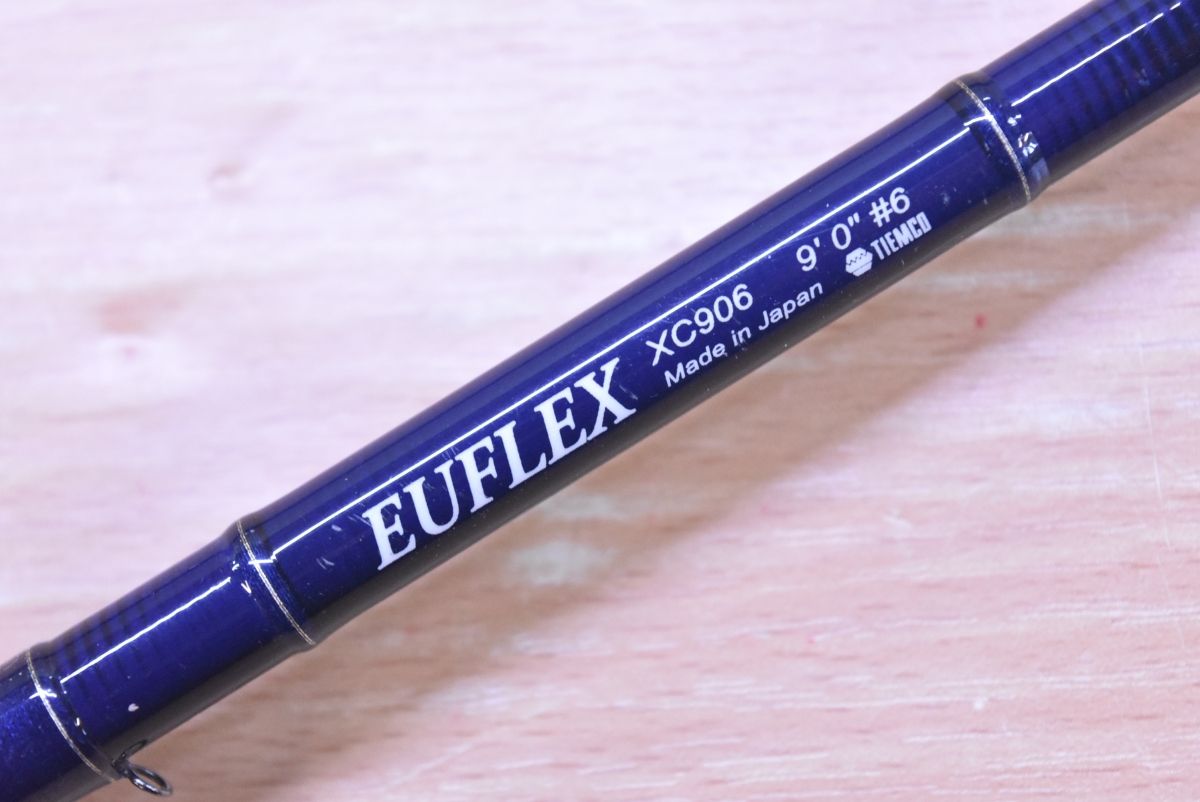 EUFLEX XC906 9' 0" #6
Made in Japan TIEMCO